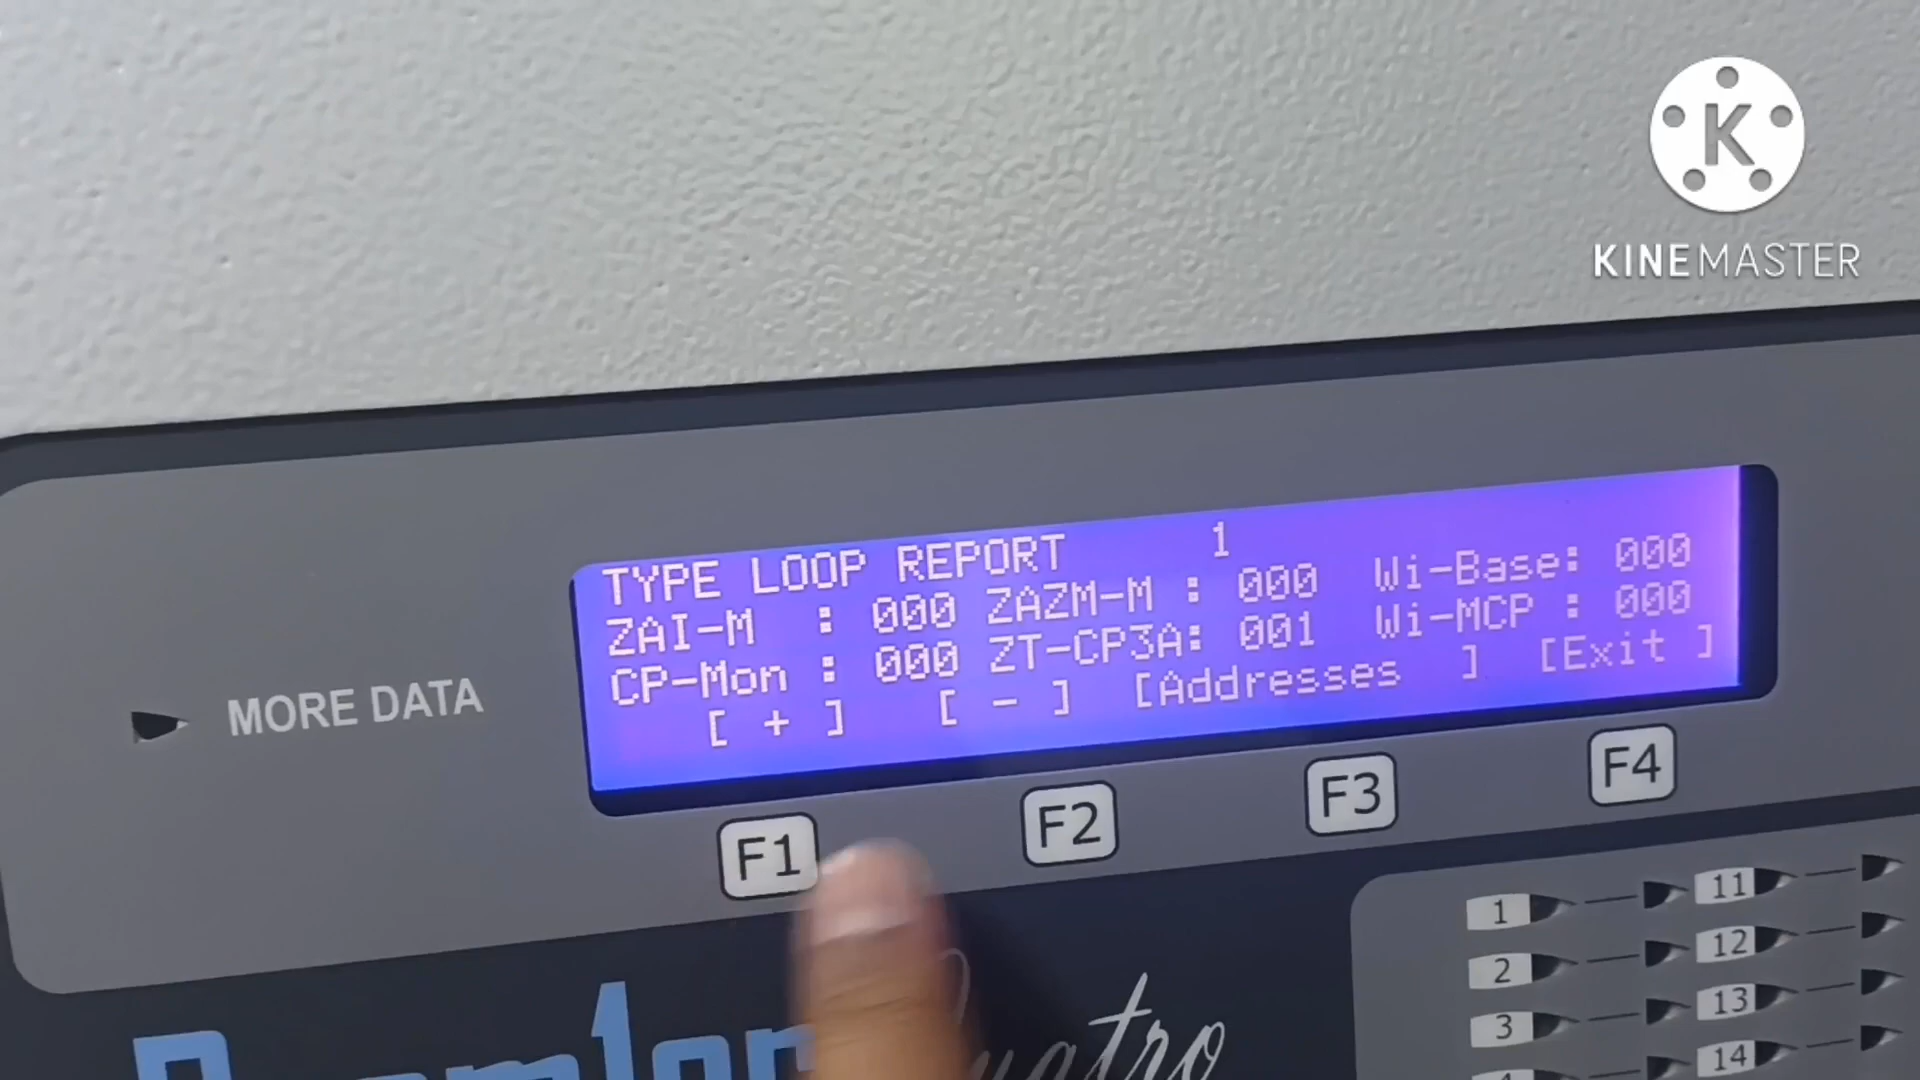 KINEMASTER
TYPE LOOP REPORT 1
ZAI-M : 000 ZAZM-M : 000 Wi-Base: 000
CP-Mon : 000 ZT-CP3A: 001 Wi-MCP : 000
[ + ] [ - ] [Addresses ] [Exit ]
MORE DATA
F1 F2 F3 F4
1 11
2 12
3 13
14